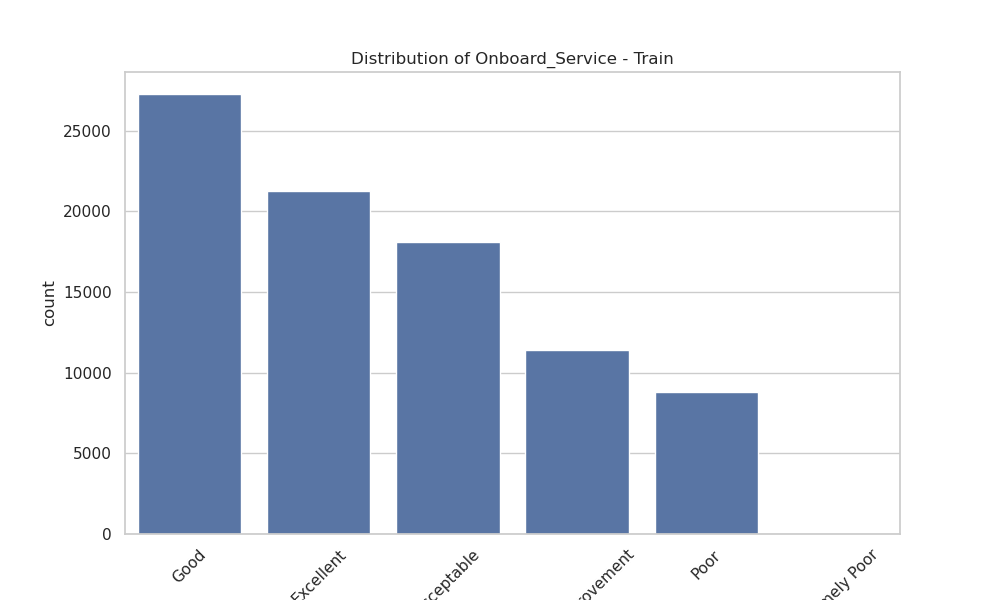 Distribution of Onboard_Service - Train
count
25000
20000
15000
10000
5000
0
Good
Excellent
Poor